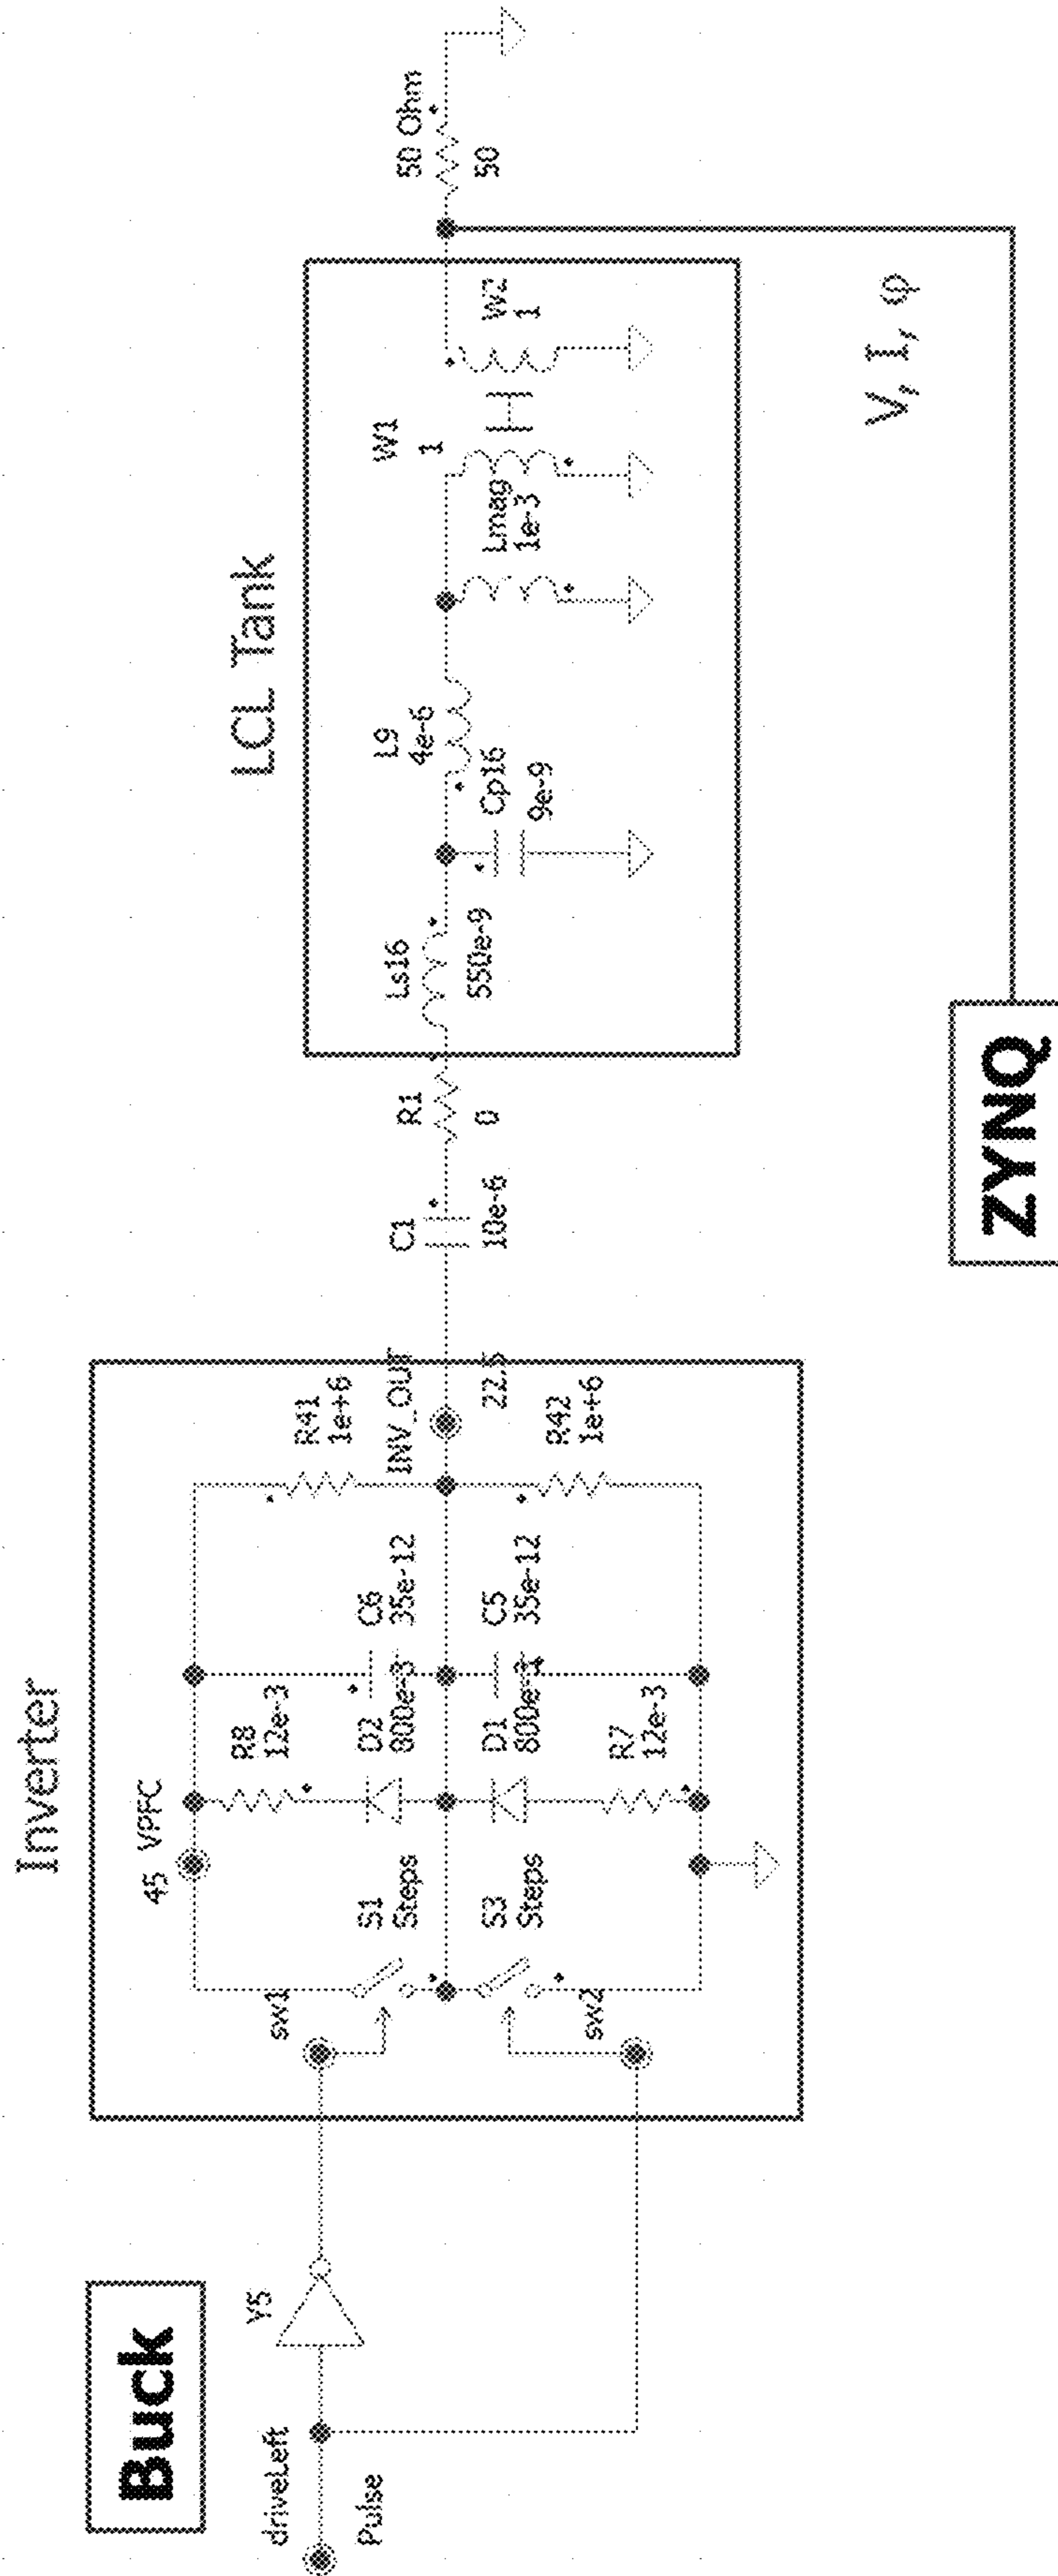 Buck
driveLeft
Pulse
Y5
Inverter
45
VPFC
sw1
sw2
S1
Steps
S3
Steps
R8
12e-3
D2
800e-3
D1
R7
12e-3
C6
35e-12
C5
35e-12
R41
1e+6
INV_OUT
22.5
R42
1e+6
C1
10e-6
R1
0
LCL Tank
Ls16
550e-9
Cp16
9e-9
L9
4e-6
Lmag
1e-3
W1
1
W2
1
50 Ohm
50
V, I, φ
ZYNQ